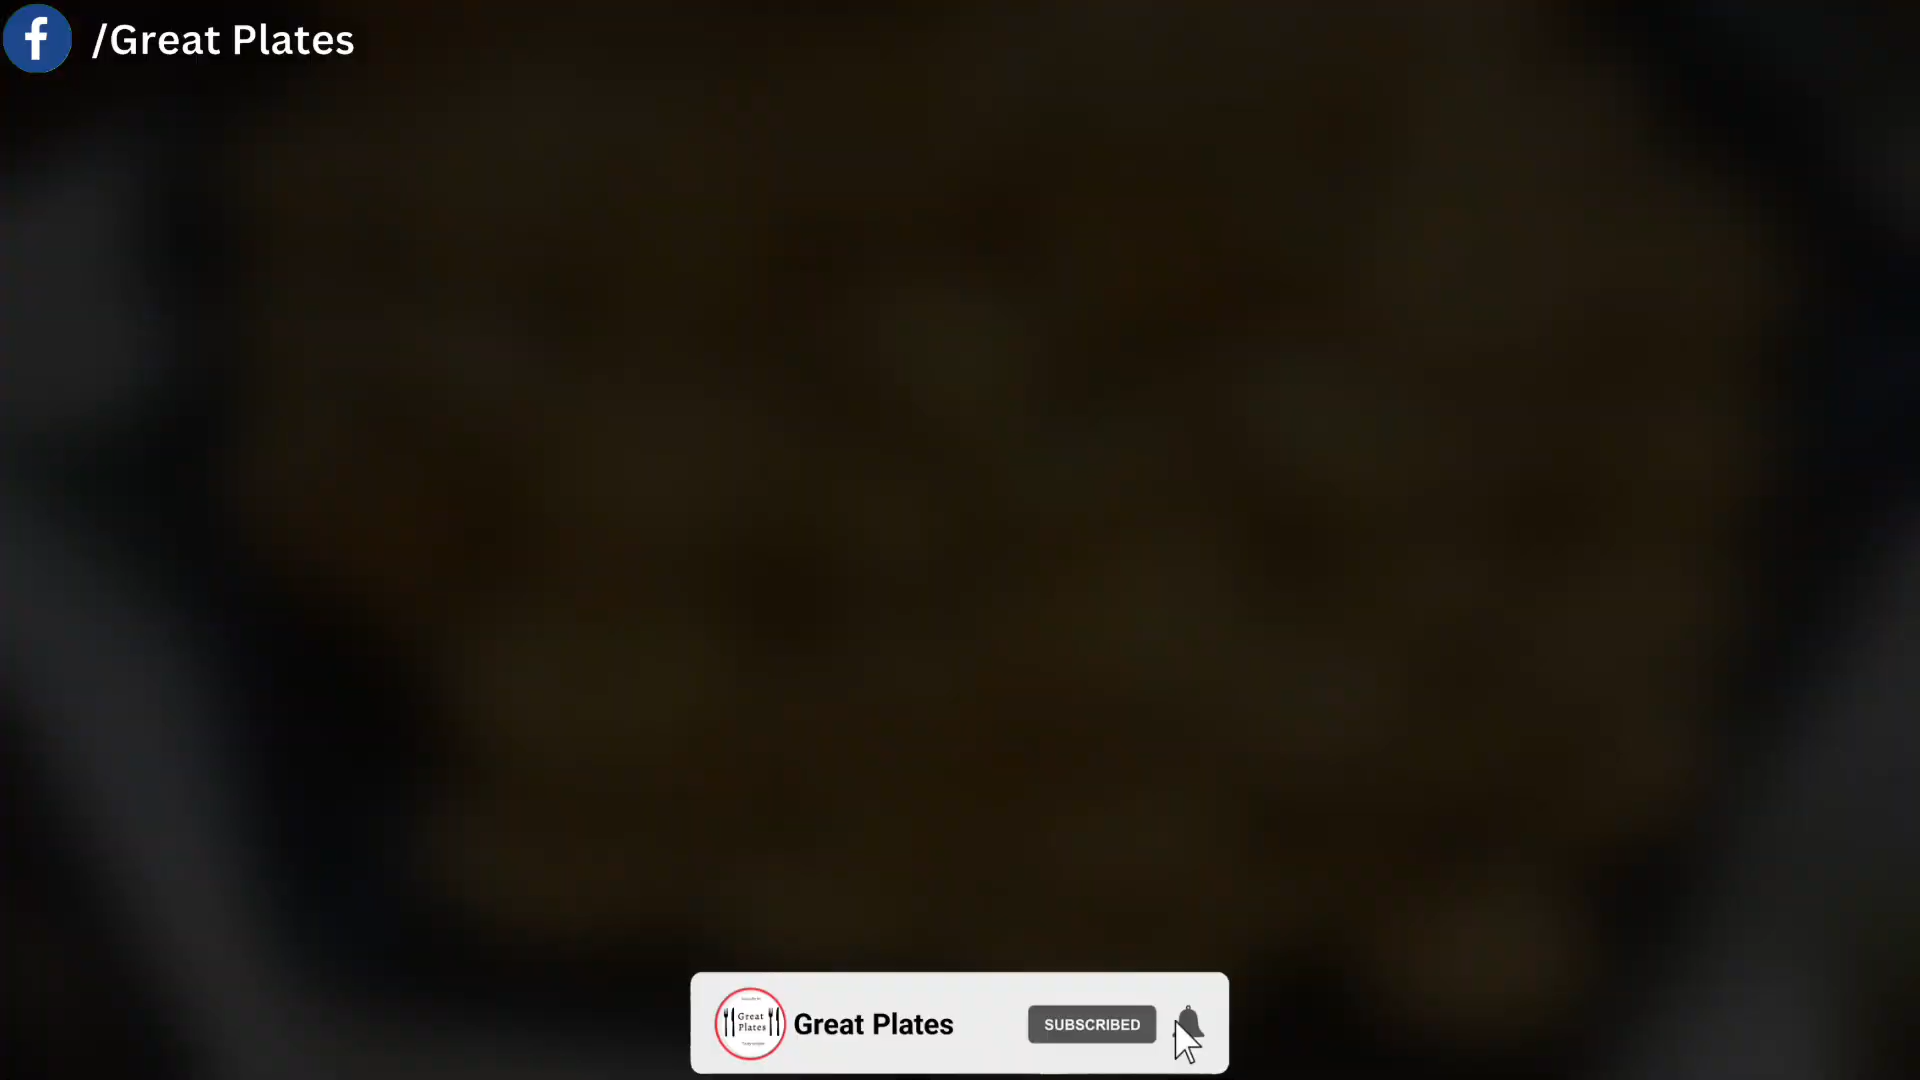 /Great Plates
Great
Plates
Great Plates
SUBSCRIBED